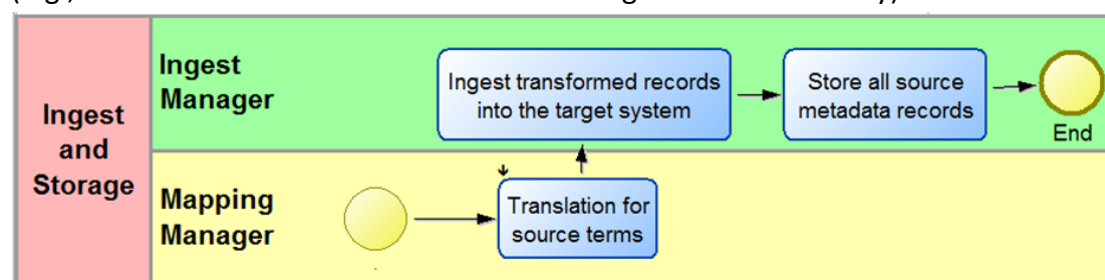 Ingest
and
Storage
Ingest
Manager
Ingest transformed records
into the target system
Store all source
metadata records
End
Mapping
Manager
Translation for
source terms